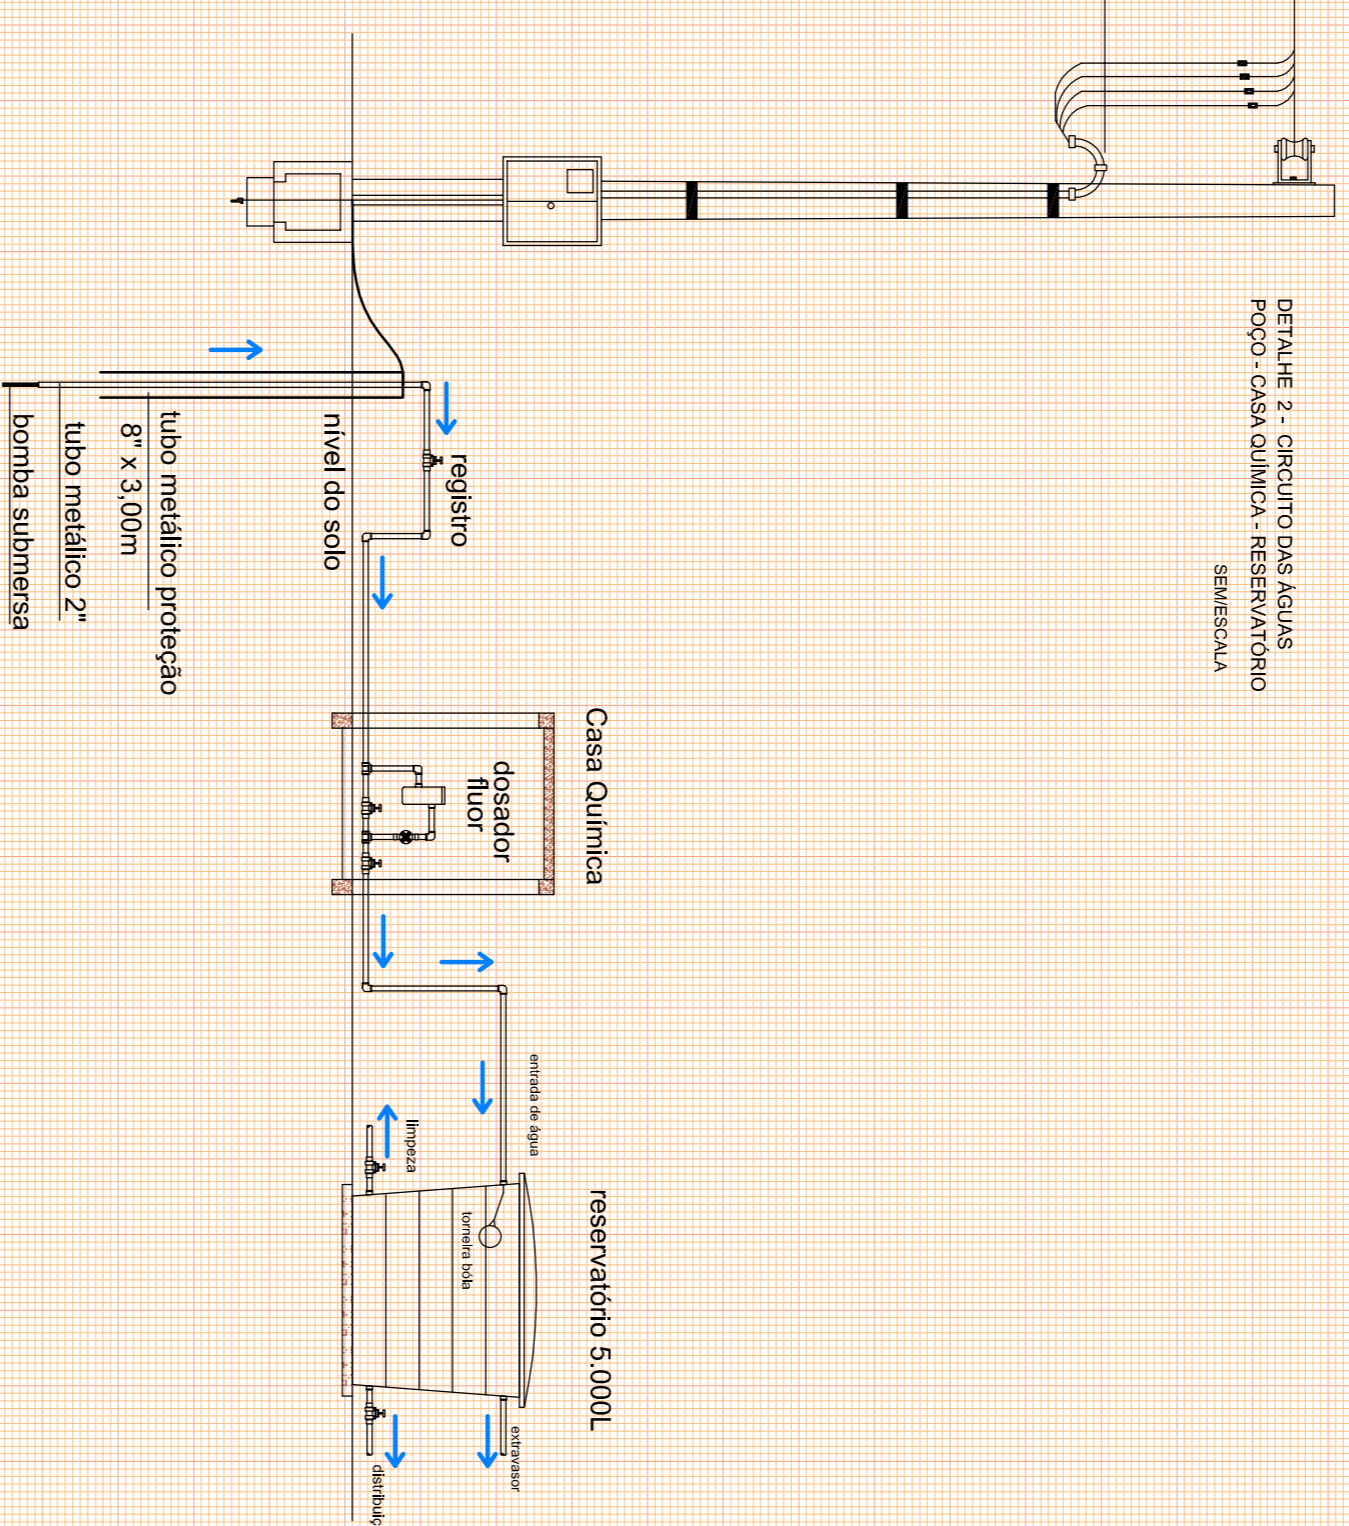 DETALHE 2 - CIRCUITO DAS ÁGUAS
POÇO - CASA QUÍMICA - RESERVATÓRIO
SEM/ESCALA
registro
nível do solo
tubo metálico proteção
8" x 3,00m
tubo metálico 2"
bomba submersa
Casa Química
dosador
fluor
entrada de água
limpeza
reservatório 5.000L
torneira bóia
extravasor
distribuiç